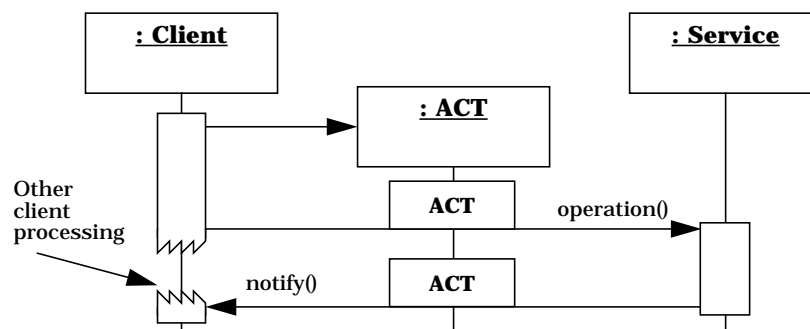 : Client
: Service
: ACT
ACT
operation()
Other
client
processing
notify()
ACT